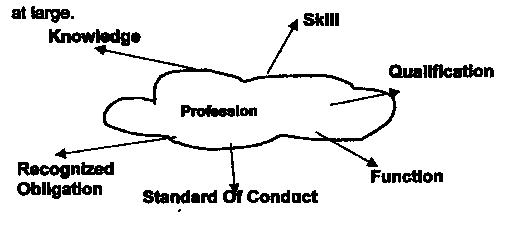 at large.
Skill
Knowledge
Qualification
Profession
Recognized
Obligation
Function
Standard Of Conduct